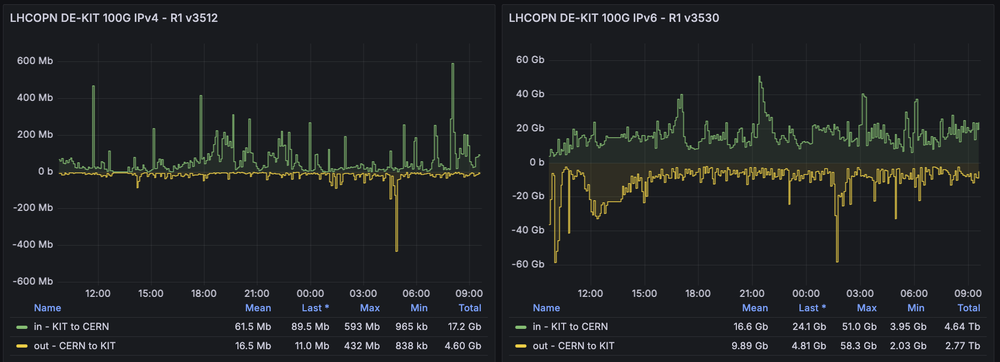 LHCOPN DE-KIT 100G IPv4 - R1 v3512
600 Mb
400 Mb
200 Mb
0 b
-200 Mb
-400 Mb
-600 Mb
12:00 15:00 18:00 21:00 00:00 03:00 06:00 09:00
Name Mean Last * Max Min Total
in - KIT to CERN 61.5 Mb 89.5 Mb 593 Mb 965 kb 17.2 Gb
out - CERN to KIT 16.5 Mb 11.0 Mb 432 Mb 838 kb 4.60 Gb
LHCOPN DE-KIT 100G IPv6 - R1 v3530
60 Gb
40 Gb
20 Gb
0 b
-20 Gb
-40 Gb
-60 Gb
12:00 15:00 18:00 21:00 00:00 03:00 06:00 09:00
Name Mean Last * Max Min Total
in - KIT to CERN 16.6 Gb 24.1 Gb 51.0 Gb 3.95 Gb 4.64 Tb
out - CERN to KIT 9.89 Gb 4.81 Gb 58.3 Gb 2.03 Gb 2.77 Tb